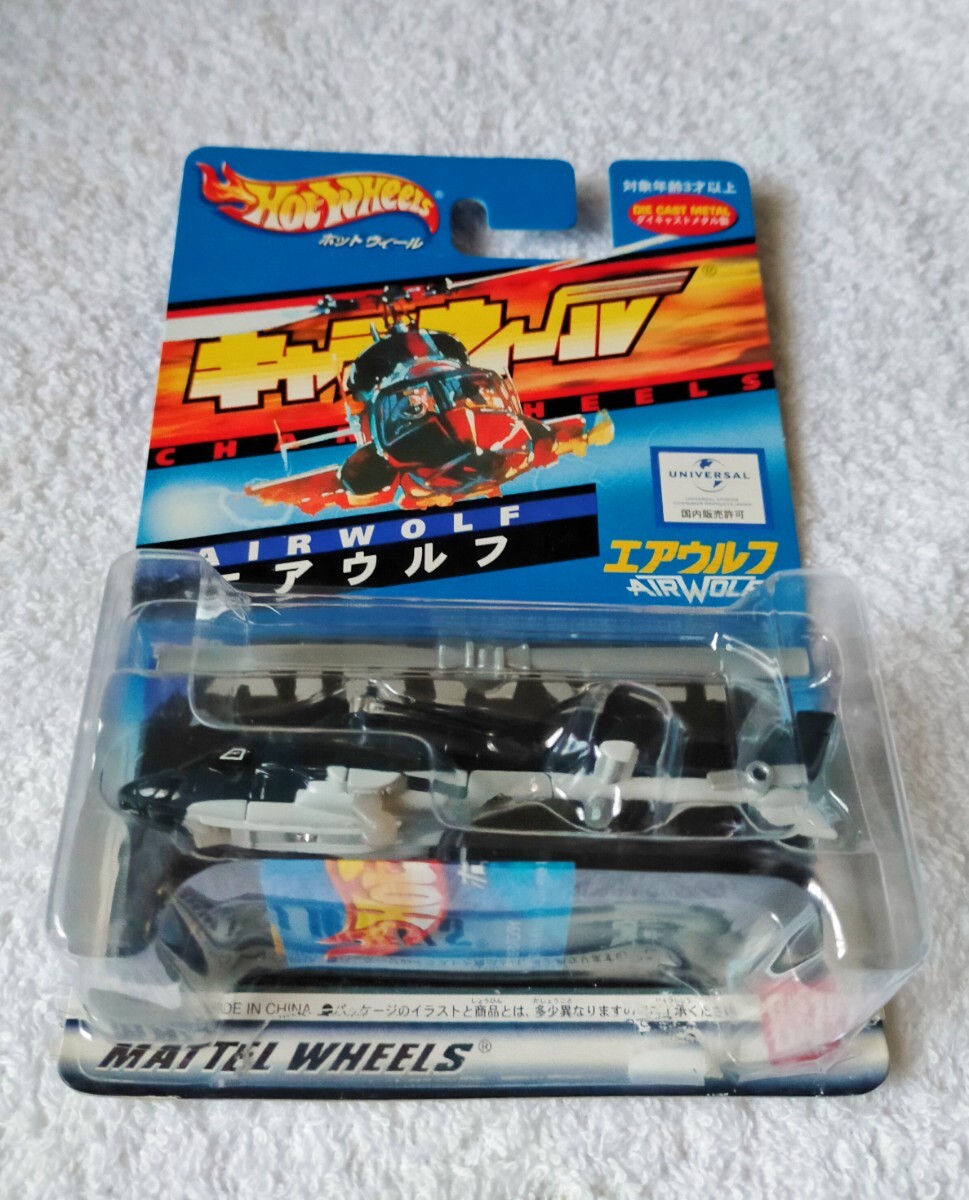 HOT WHEELS®
ホットウィール
対象年齢3才以上
DIE CAST METAL
ダイキャストメタル製
キャラウィール®
UNIVERSAL
国内販売許可
AIRWOLF
エアウルフ
エアウルフ
AIRWOLF
MADE IN CHINA パッケージのイラストと商品とは、多少異なりますの
MATTEL WHEELS®